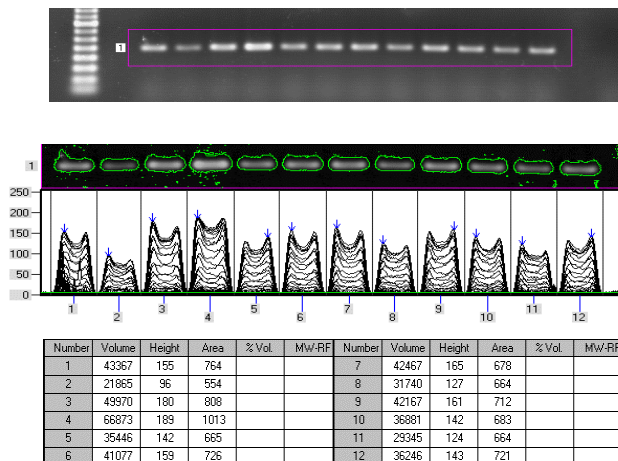 1
1
250
200
150
100
50
0
1 2 3 4 5 6 7 8 9 10 11 12
Number Volume Height Area % Vol. MW-RF Number Volume Height Area % Vol. MW-RF
1 43367 155 764 7 42467 165 678
2 21865 96 554 8 31740 127 664
3 49970 180 808 9 42167 161 712
4 66873 189 1013 10 36881 142 683
5 35446 142 665 11 29345 124 664
6 41077 159 726 12 36246 143 721